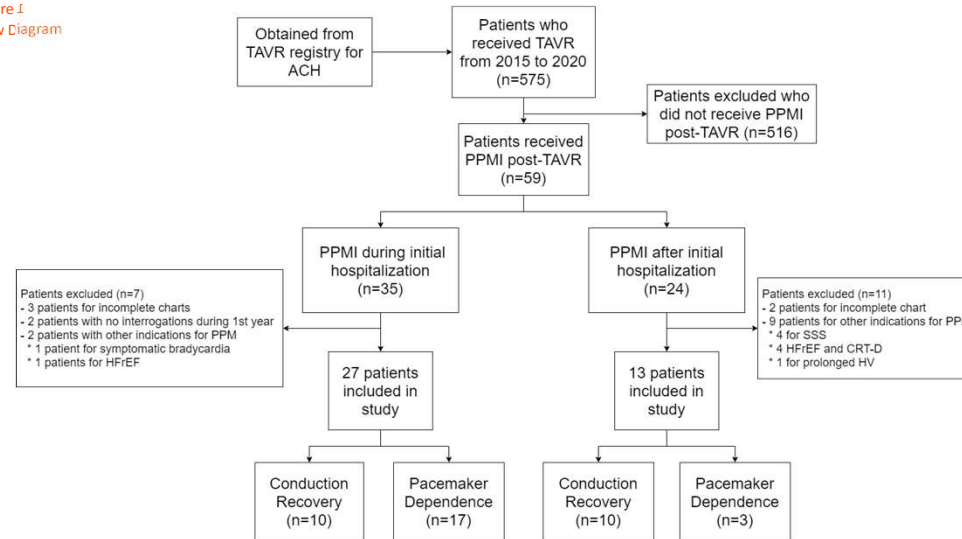 re 1
v Diagram
Obtained from
TAVR registry for
ACH
Patients who
received TAVR
from 2015 to 2020
(n=575)
Patients excluded who
did not receive PPMI
post-TAVR (n=516)
Patients received
PPMI post-TAVR
(n=59)
PPMI during initial
hospitalization
(n=35)
PPMI after initial
hospitalization
(n=24)
Patients excluded (n=7)
- 3 patients for incomplete charts
- 2 patients with no interrogations during 1st year
- 2 patients with other indications for PPM
* 1 patient for symptomatic bradycardia
* 1 patients for HFrEF
Patients excluded (n=11)
- 2 patients for incomplete chart
- 9 patients for other indications for PP
* 4 for SSS
* 4 HFrEF and CRT-D
* 1 for prolonged HV
27 patients
included in
study
13 patients
included in
study
Conduction
Recovery
(n=10)
Pacemaker
Dependence
(n=17)
Conduction
Recovery
(n=10)
Pacemaker
Dependence
(n=3)